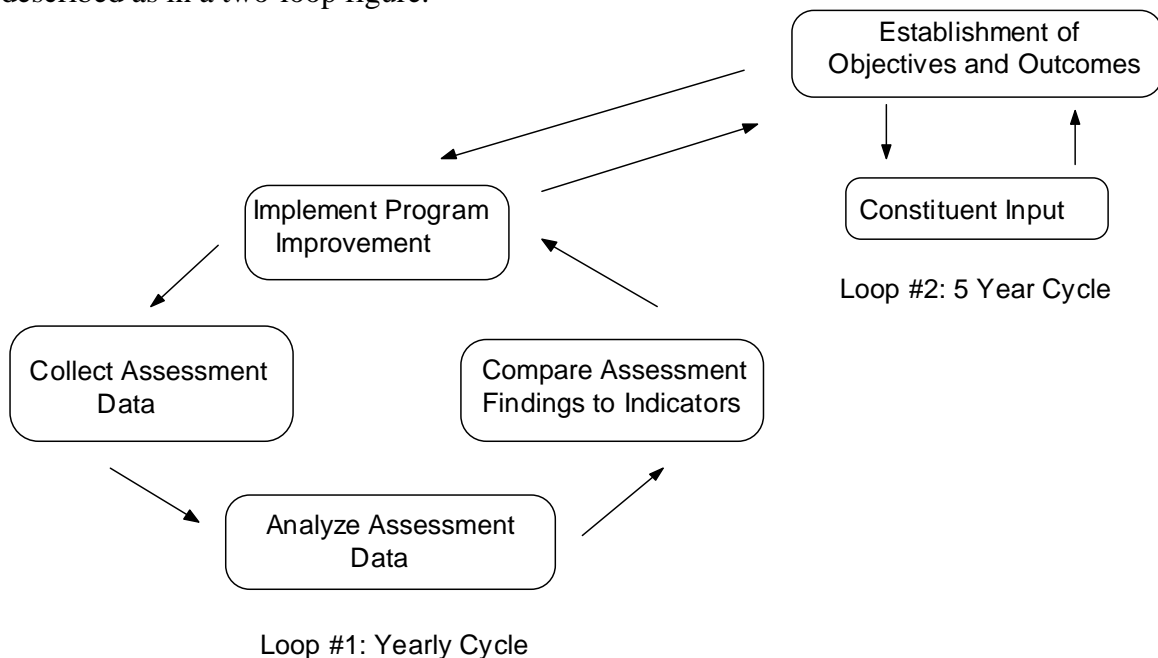 described as in a two-loop figure.
Establishment of
Objectives and Outcomes
Implement Program
Improvement
Constituent Input
Loop #2: 5 Year Cycle
Collect Assessment
Data
Compare Assessment
Findings to Indicators
Analyze Assessment
Data
Loop #1: Yearly Cycle